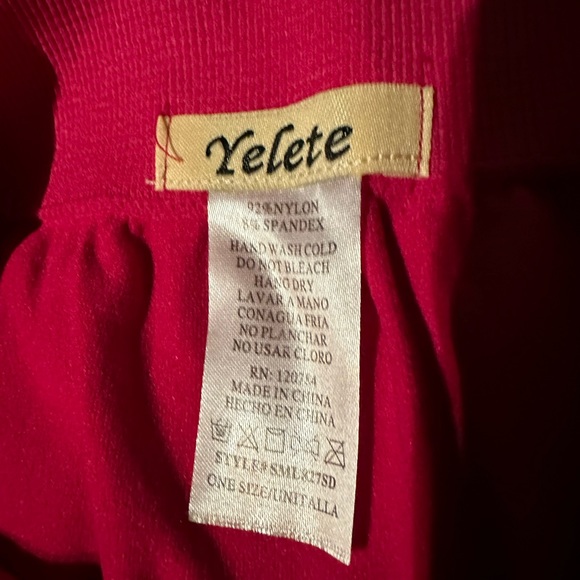 Yelete
92%NYLON
8% SPANDEX
HAND WASH COLD
DO NOT BLEACH
HANG DRY
LAVAR A MANO
CON AGUA FRIA
NO PLANCHAR
NO USAR CLORO
RN: 120754
MADE IN CHINA
HECHO EN CHINA
STYLE# SML827SD
ONE SIZE/UNITALLA